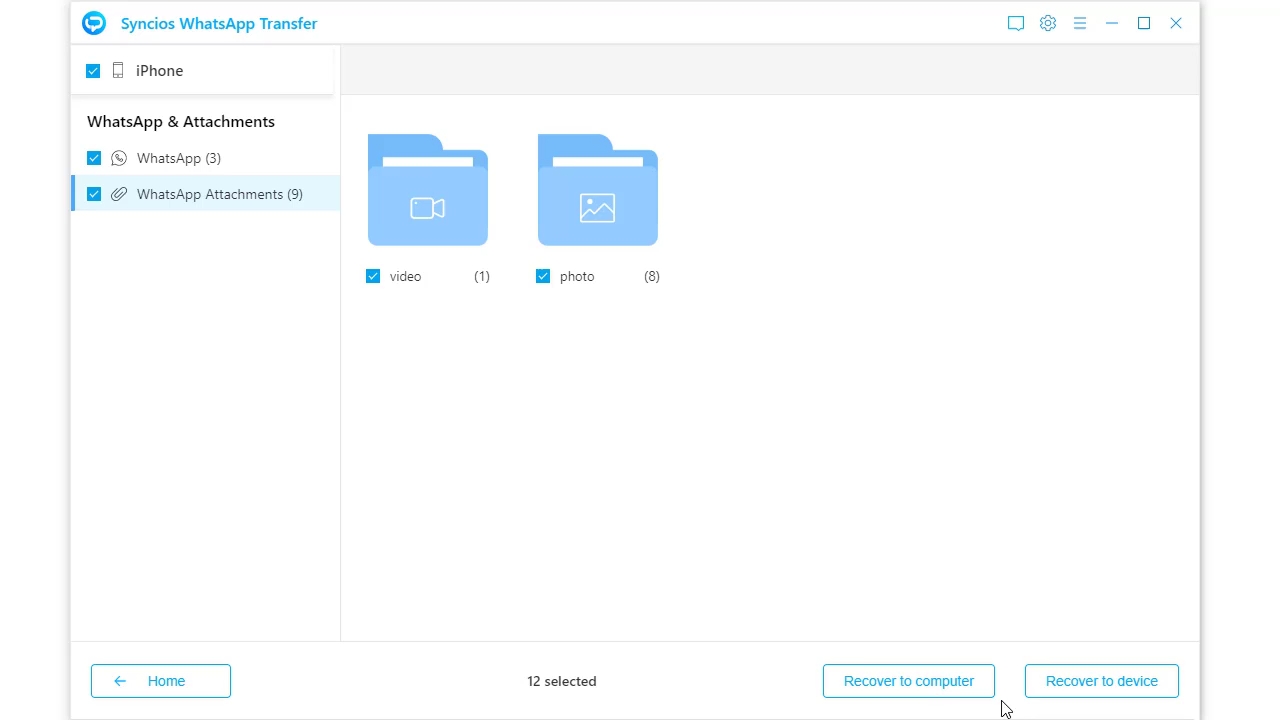 Syncios WhatsApp Transfer
iPhone
WhatsApp & Attachments
WhatsApp (3)
WhatsApp Attachments (9)
video (1)
photo (8)
Home
12 selected
Recover to computer
Recover to device